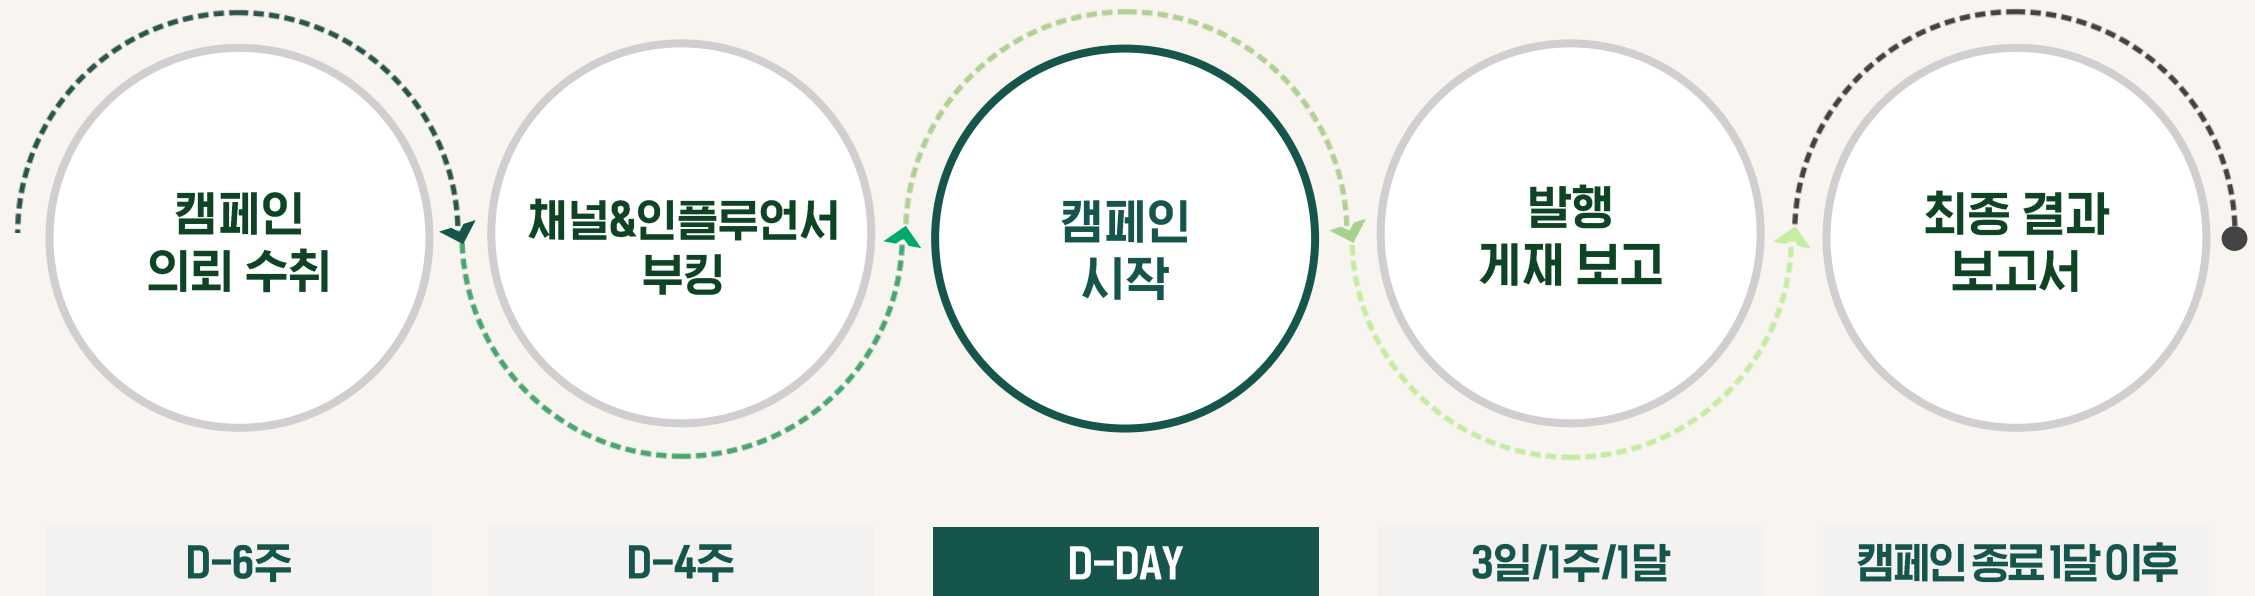 캠페인
의뢰 수취
채널&인플루언서
부킹
캠페인
시작
발행
게재 보고
최종 결과
보고서
D-6주
D-4주
D-DAY
3일/1주/1달
캠페인 종료 1달 이후